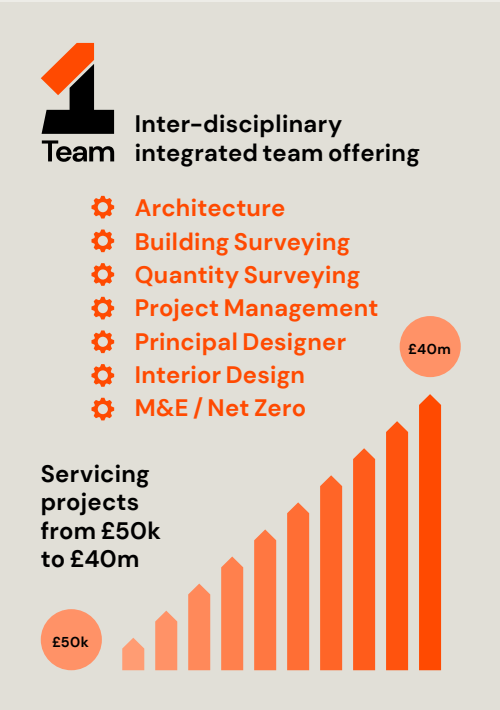 1
Team
Inter-disciplinary
integrated team offering
Architecture
Building Surveying
Quantity Surveying
Project Management
Principal Designer
Interior Design
M&E / Net Zero
£40m
Servicing
projects
from £50k
to £40m
£50k